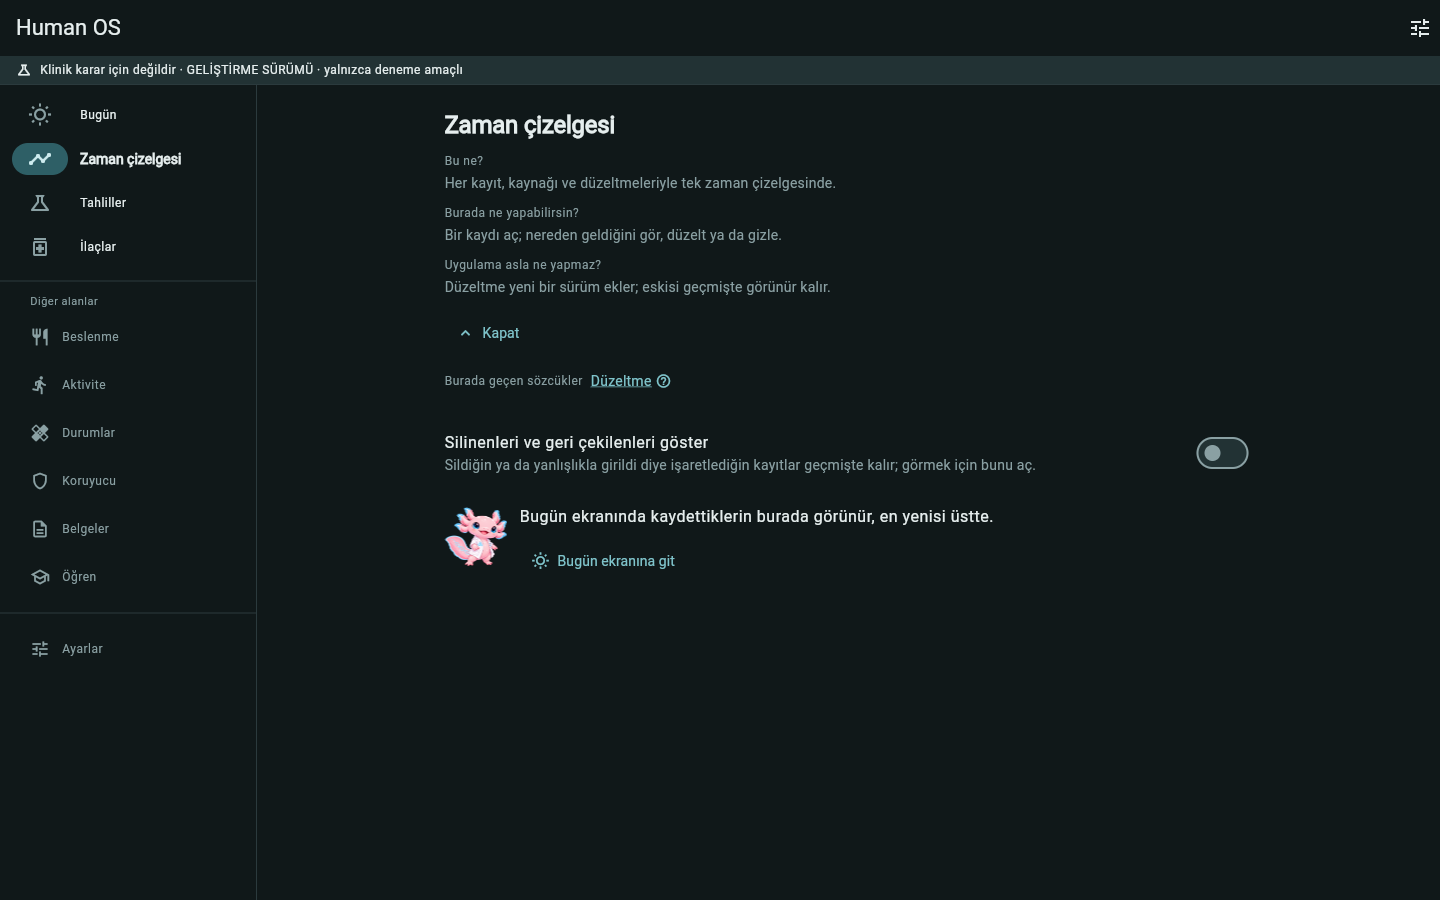 Human OS
Klinik karar için değildir · GELİŞTİRME SÜRÜMÜ · yalnızca deneme amaçlı
Bugün
Zaman çizelgesi
Tahliller
İlaçlar
Diğer alanlar
Beslenme
Aktivite
Durumlar
Koruyucu
Belgeler
Öğren
Ayarlar
Zaman çizelgesi
Bu ne?
Her kayıt, kaynağı ve düzeltmeleriyle tek zaman çizelgesinde.
Burada ne yapabilirsin?
Bir kaydı aç; nereden geldiğini gör, düzelt ya da gizle.
Uygulama asla ne yapmaz?
Düzeltme yeni bir sürüm ekler; eskisi geçmişte görünür kalır.
Kapat
Burada geçen sözcükler Düzeltme
Silinenleri ve geri çekilenleri göster
Sildiğin ya da yanlışlıkla girildi diye işaretlediğin kayıtlar geçmişte kalır; görmek için bunu aç.
Bugün ekranında kaydettiklerin burada görünür, en yenisi üstte.
Bugün ekranına git